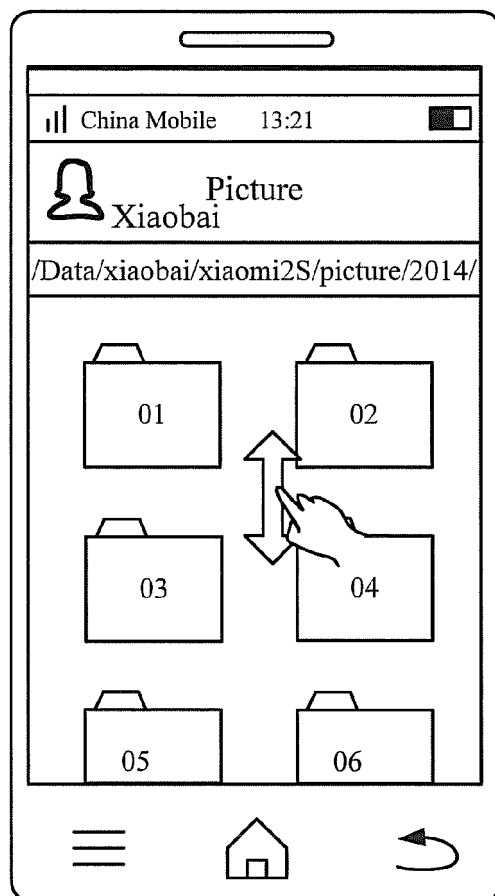 China Mobile 13:21
Picture
Xiaobai
/Data/xiaobai/xiaomi2S/picture/2014/
01 02
03 04
05 06